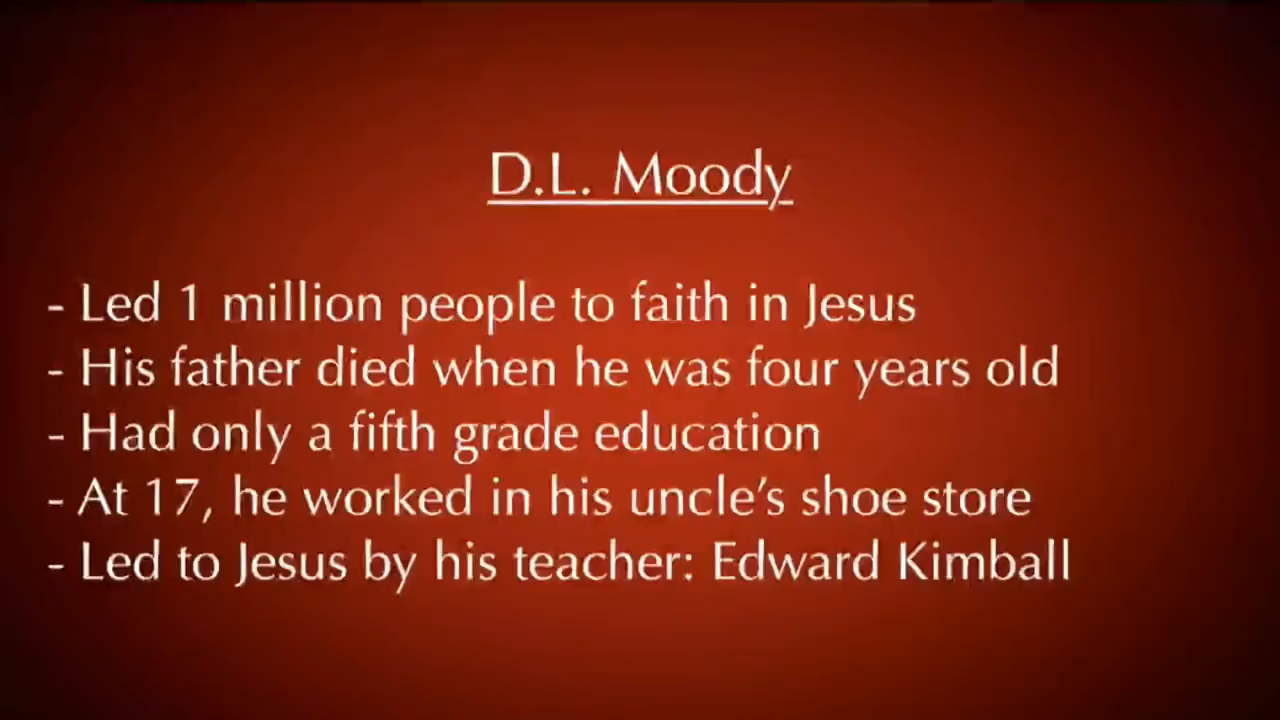 D.L. Moody
- Led 1 million people to faith in Jesus
- His father died when he was four years old
- Had only a fifth grade education
- At 17, he worked in his uncle’s shoe store
- Led to Jesus by his teacher: Edward Kimball